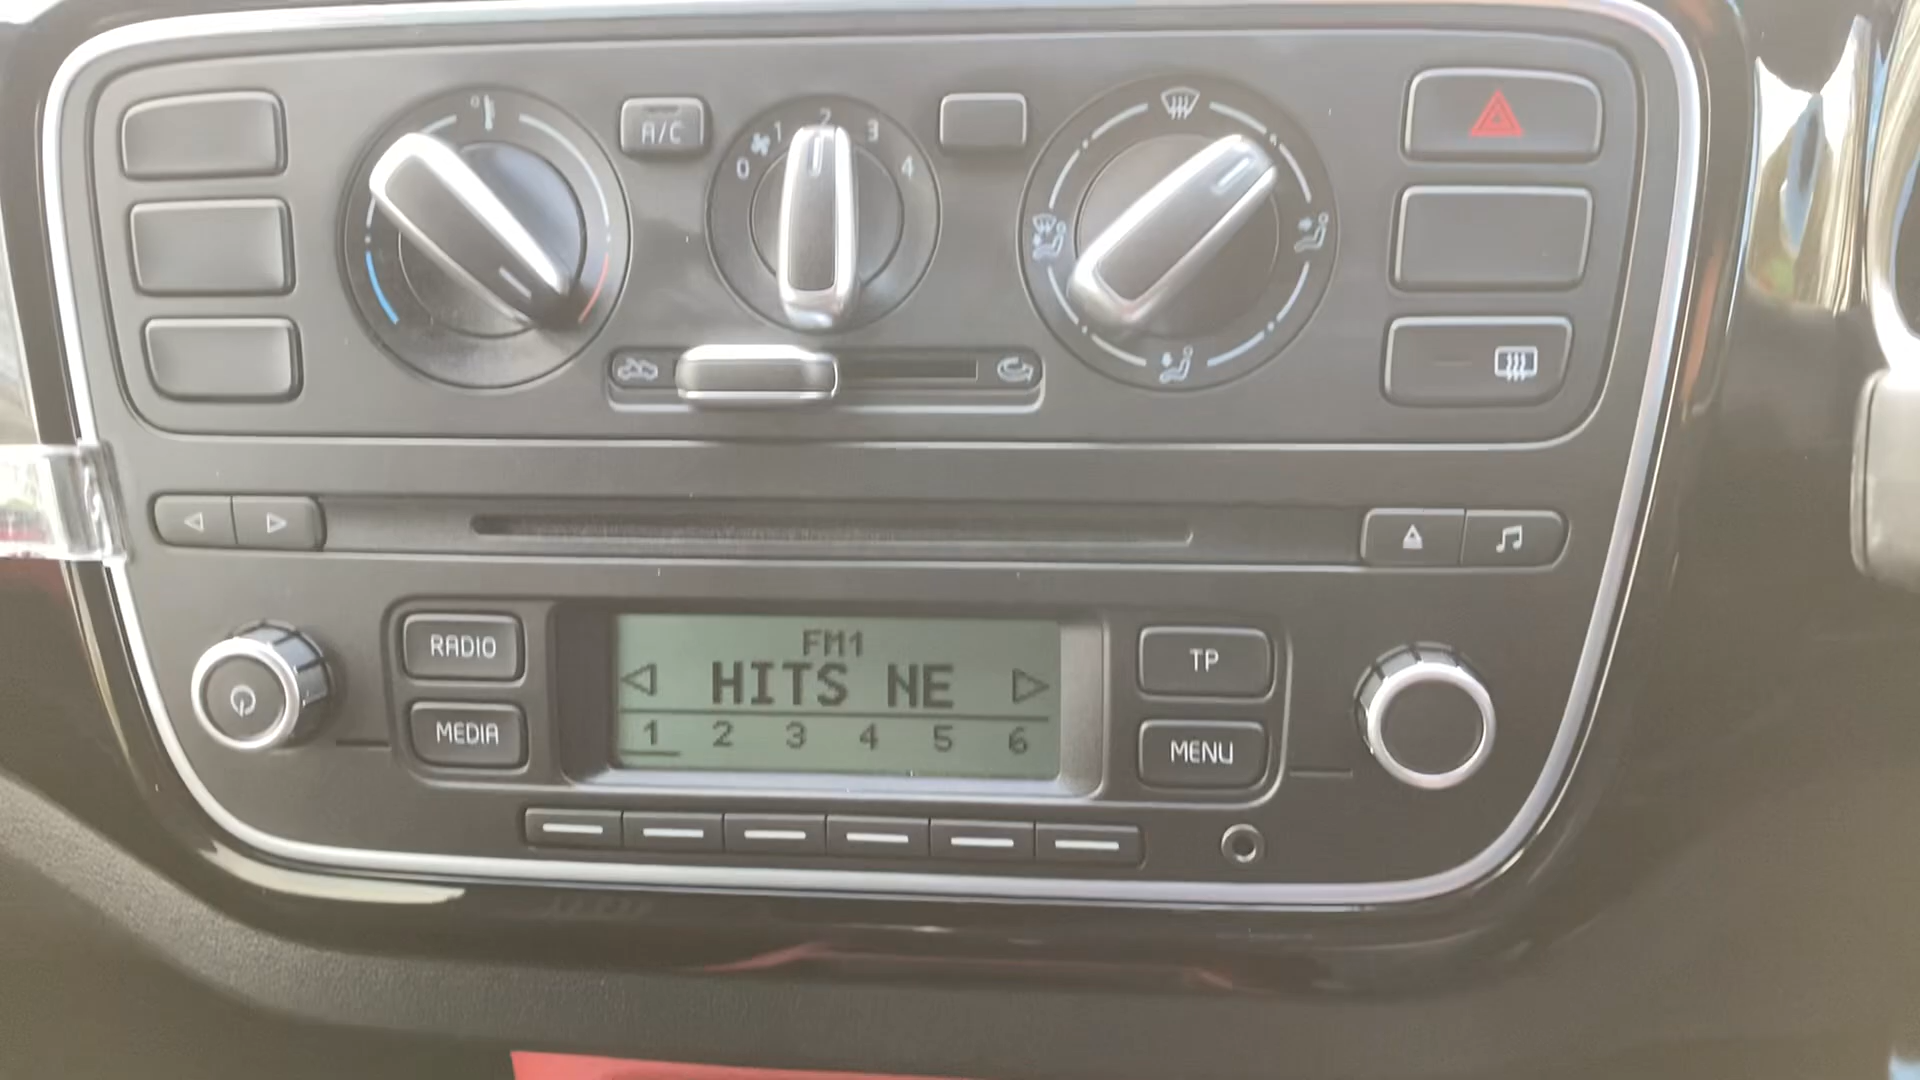 A/C
0 1 2 3 4
FM1
RADIO
HITS NE
TP
MEDIA
1 2 3 4 5 6
MENU